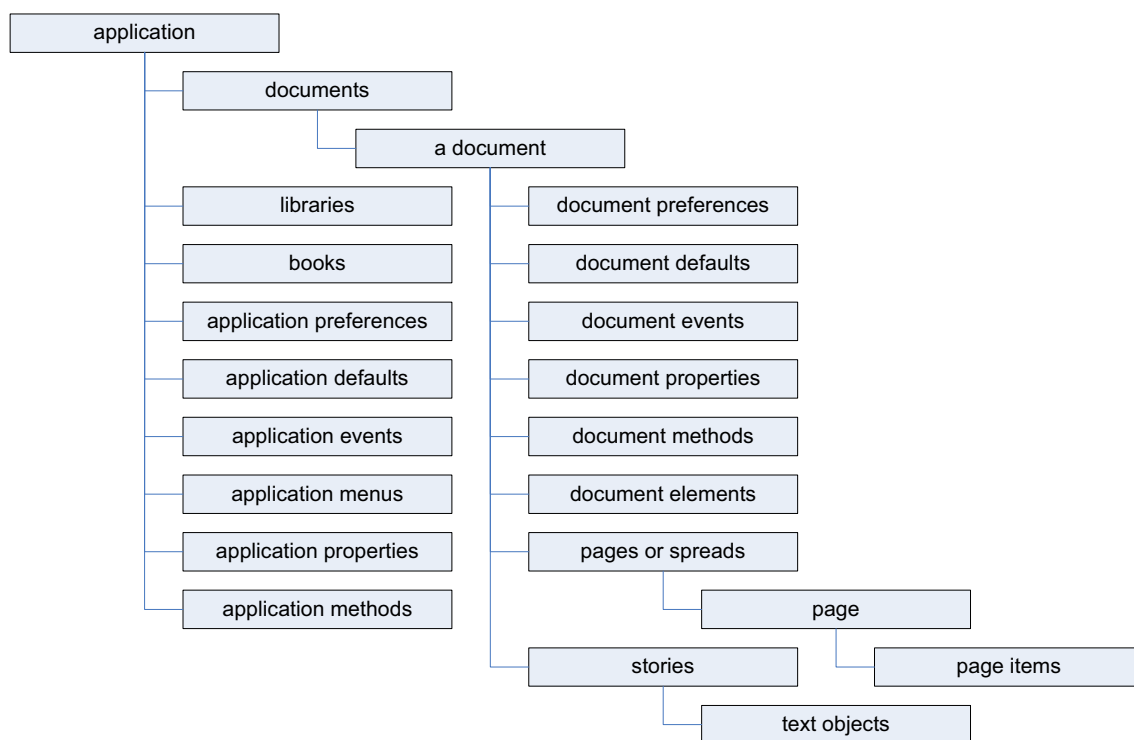 application
documents
a document
libraries
document preferences
books
document defaults
application preferences
document events
application defaults
document properties
application events
document methods
application menus
document elements
application properties
pages or spreads
application methods
page
stories
page items
text objects